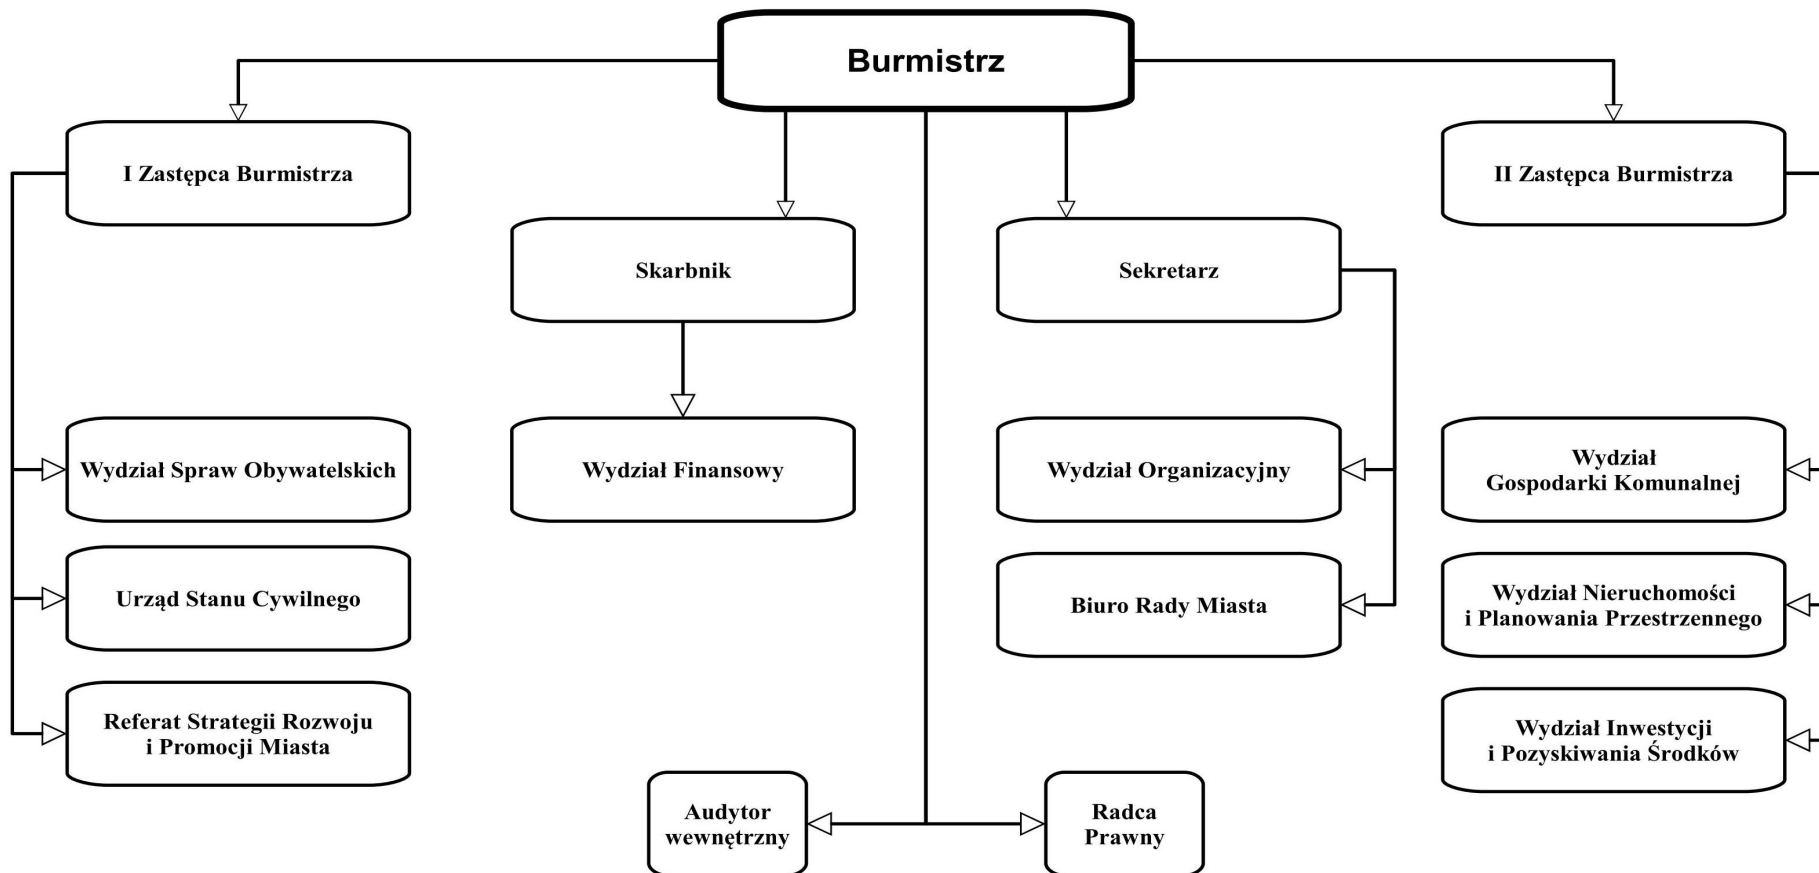 Burmistrz
I Zastępca Burmistrza
II Zastępca Burmistrza
Skarbnik
Sekretarz
Wydział Spraw Obywatelskich
Wydział Finansowy
Wydział Organizacyjny
Wydział
Gospodarki Komunalnej
Urząd Stanu Cywilnego
Biuro Rady Miasta
Wydział Nieruchomości
i Planowania Przestrzennego
Referat Strategii Rozwoju
i Promocji Miasta
Wydział Inwestycji
i Pozyskiwania Środków
Audytor
wewnętrzny
Radca
Prawny